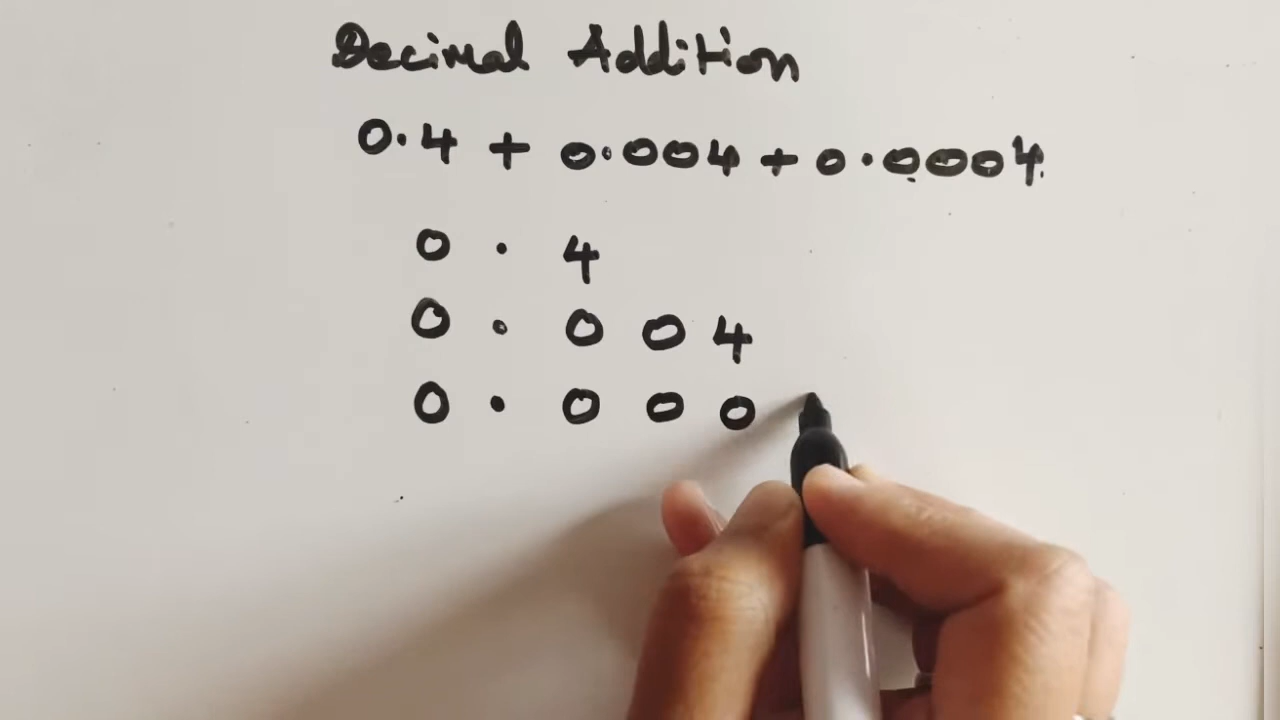 Decimal Addition
0.4 + 0.004 + 0.0004.
0 . 4
0 . 0 0 4
0 . 0 0 0